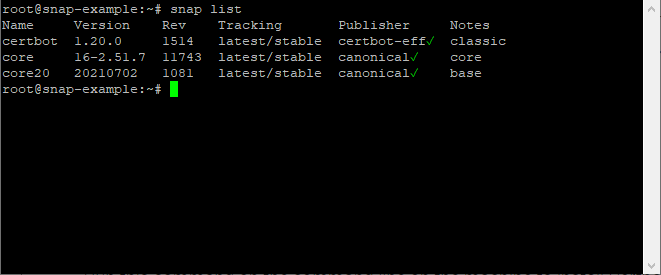 root@snap-example:~# snap list
Name     Version    Rev    Tracking       Publisher     Notes
certbot  1.20.0     1514   latest/stable  certbot-eff✓  classic
core     16-2.51.7  11743  latest/stable  canonical✓    core
core20   20210702   1081   latest/stable  canonical✓    base
root@snap-example:~#